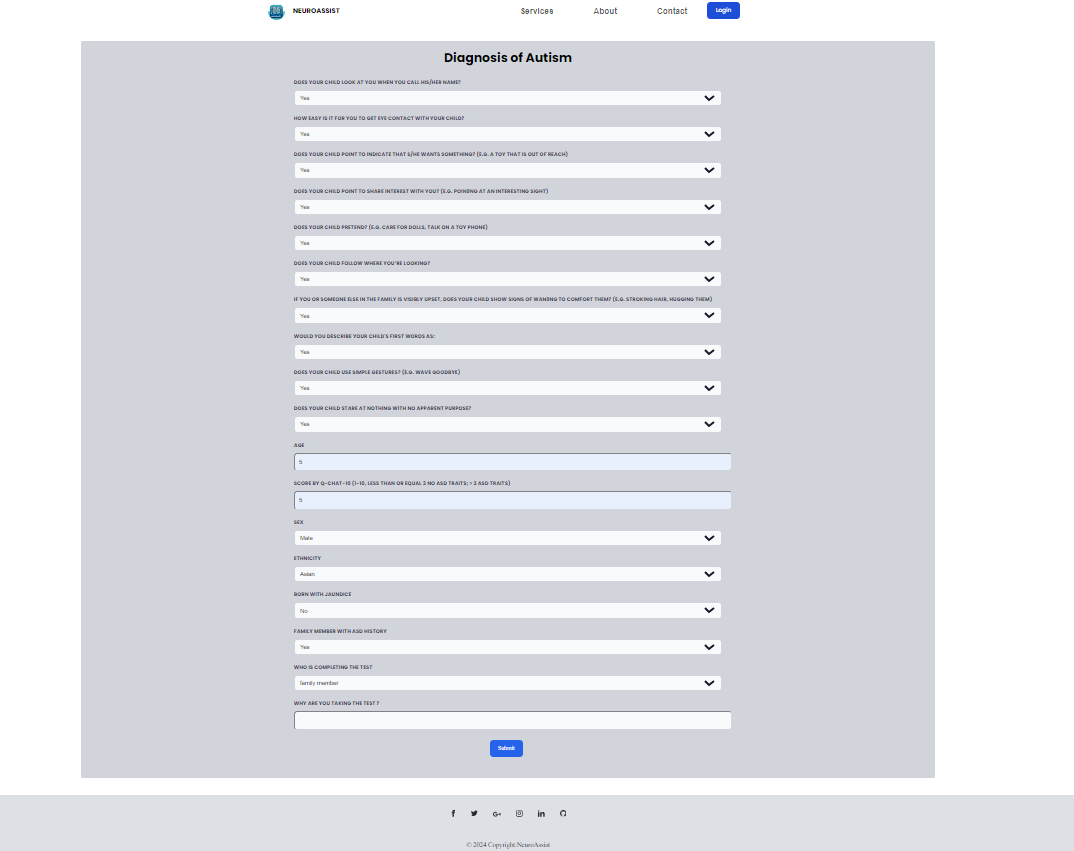 NEUROASSIST
Services
About
Contact
Login
Diagnosis of Autism
DOES YOUR CHILD LOOK AT YOU WHEN YOU CALL HIS/HER NAME?
Yes
HOW EASY IS IT FOR YOU TO GET EYE CONTACT WITH YOUR CHILD?
Yes
DOES YOUR CHILD POINT TO INDICATE THAT S/HE WANTS SOMETHING? (E.G. A TOY THAT IS OUT OF REACH)
Yes
DOES YOUR CHILD POINT TO SHARE INTEREST WITH YOU? (E.G. POINƟNG AT AN INTERESTING SIGHT)
Yes
DOES YOUR CHILD PRETEND? (E.G. CARE FOR DOLLS, TALK ON A TOY PHONE)
Yes
DOES YOUR CHILD FOLLOW WHERE YOU'RE LOOKING?
Yes
IF YOU OR SOMEONE ELSE IN THE FAMILY IS VISIBLY UPSET, DOES YOUR CHILD SHOW SIGNS OF WANƟNG TO COMFORT THEM? (E.G. STROKING HAIR, HUGGING THEM)
Yes
WOULD YOU DESCRIBE YOUR CHILD'S FIRST WORDS AS:
Yes
DOES YOUR CHILD USE SIMPLE GESTURES? (E.G. WAVE GOODBYE)
Yes
DOES YOUR CHILD STARE AT NOTHING WITH NO APPARENT PURPOSE?
Yes
AGE
5
SCORE BY Q-CHAT-10 (1-10, LESS THAN OR EQUAL 3 NO ASD TRAITS; > 3 ASD TRAITS)
5
SEX
Male
ETHNICITY
Asian
BORN WITH JAUNDICE
No
FAMILY MEMBER WITH ASD HISTORY
Yes
WHO IS COMPLETING THE TEST
family member
WHY ARE YOU TAKING THE TEST ?
Submit
© 2024 Copyright:NeuroAssist